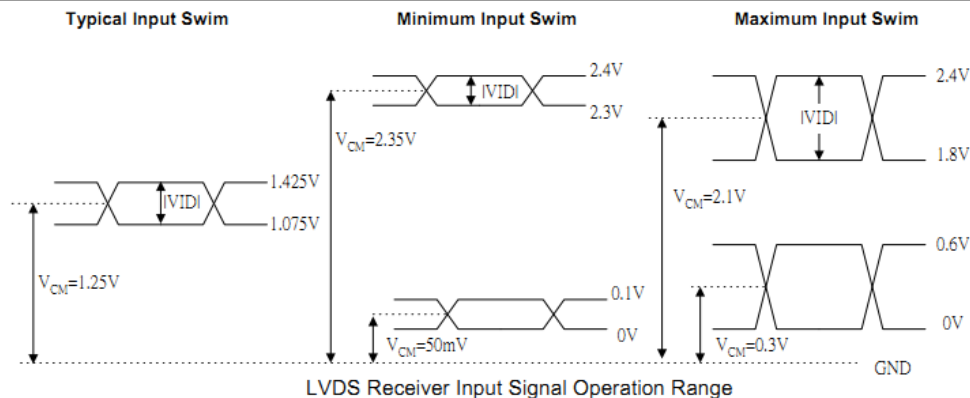 Typical Input Swim
Minimum Input Swim
Maximum Input Swim
1.425V
|VID|
1.075V
VCM=1.25V
2.4V
|VID|
2.3V
VCM=2.35V
0.1V
0V
VCM=50mV
2.4V
|VID|
1.8V
VCM=2.1V
0.6V
0V
VCM=0.3V
GND
LVDS Receiver Input Signal Operation Range